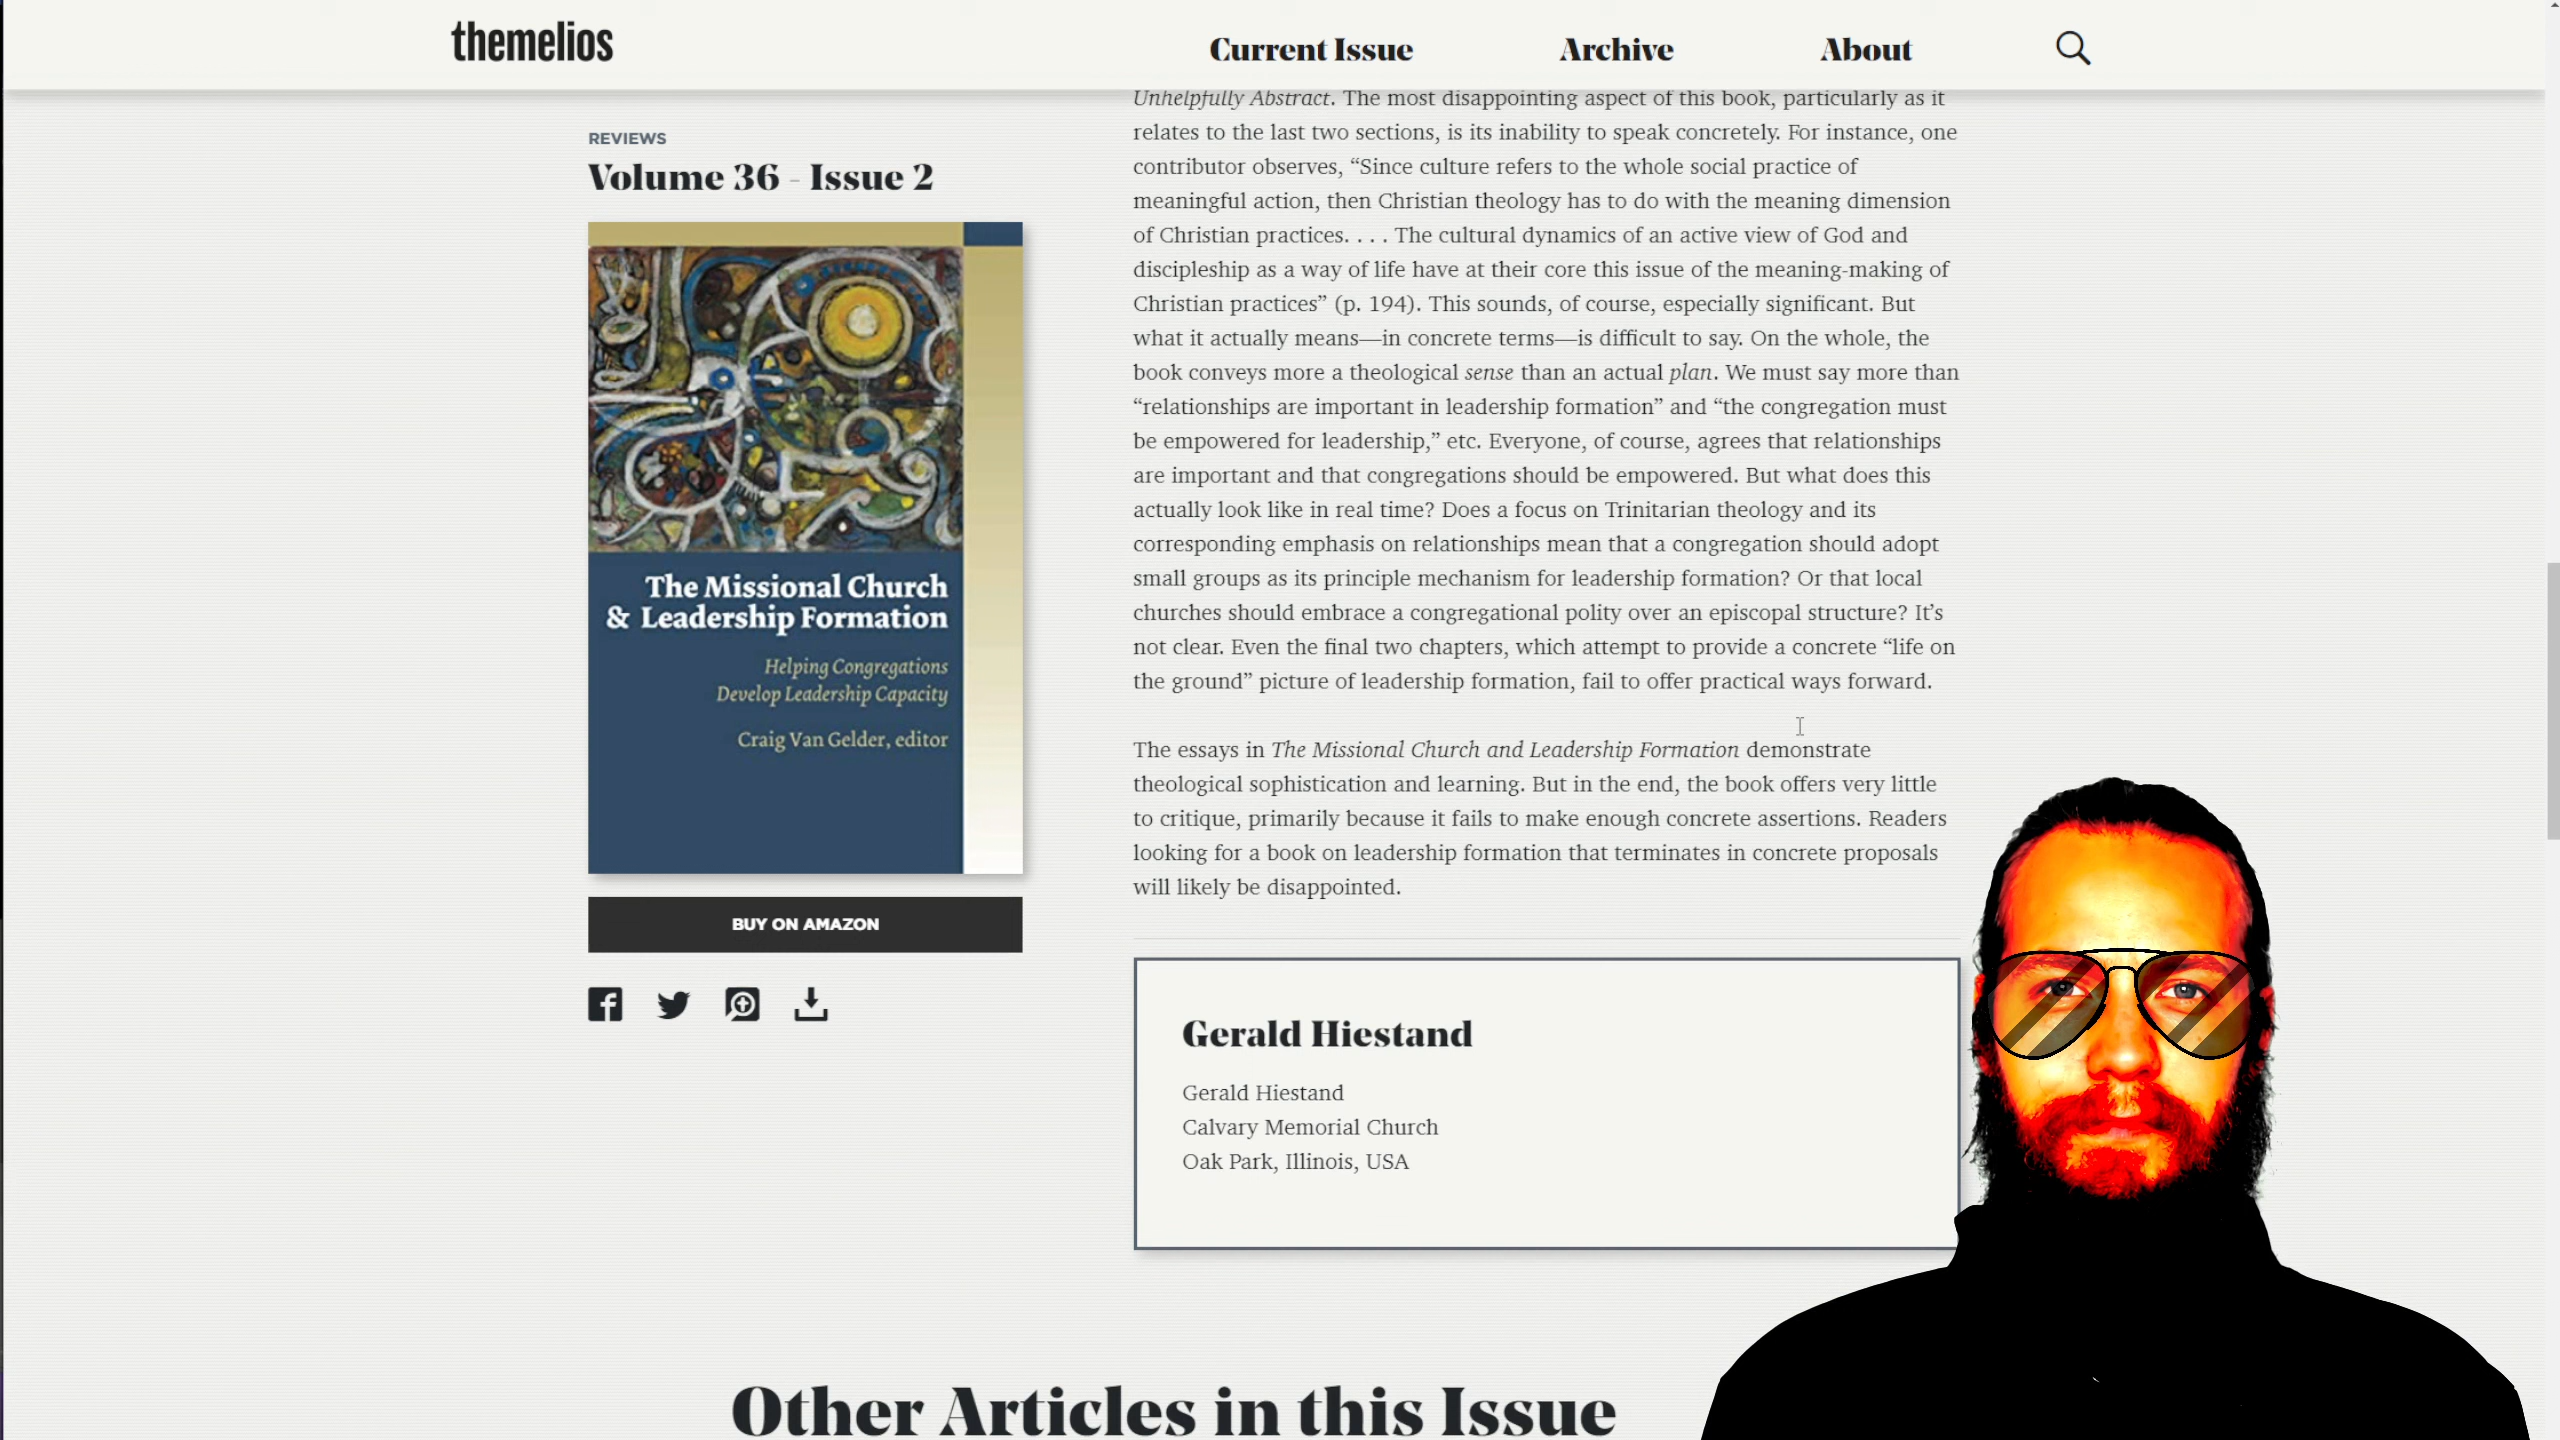 themelios
Current Issue
Archive
About
REVIEWS
Volume 36 - Issue 2
The Missional Church
& Leadership Formation
Helping Congregations
Develop Leadership Capacity
Craig Van Gelder, editor
BUY ON AMAZON
Unhelpfully Abstract. The most disappointing aspect of this book, particularly as it
relates to the last two sections, is its inability to speak concretely. For instance, one
contributor observes, “Since culture refers to the whole social practice of
meaningful action, then Christian theology has to do with the meaning dimension
of Christian practices. . . . The cultural dynamics of an active view of God and
discipleship as a way of life have at their core this issue of the meaning-making of
Christian practices” (p. 194). This sounds, of course, especially significant. But
what it actually means—in concrete terms—is difficult to say. On the whole, the
book conveys more a theological sense than an actual plan. We must say more than
“relationships are important in leadership formation” and “the congregation must
be empowered for leadership,” etc. Everyone, of course, agrees that relationships
are important and that congregations should be empowered. But what does this
actually look like in real time? Does a focus on Trinitarian theology and its
corresponding emphasis on relationships mean that a congregation should adopt
small groups as its principle mechanism for leadership formation? Or that local
churches should embrace a congregational polity over an episcopal structure? It’s
not clear. Even the final two chapters, which attempt to provide a concrete “life on
the ground” picture of leadership formation, fail to offer practical ways forward.
The essays in The Missional Church and Leadership Formation demonstrate
theological sophistication and learning. But in the end, the book offers very little
to critique, primarily because it fails to make enough concrete assertions. Readers
looking for a book on leadership formation that terminates in concrete proposals
will likely be disappointed.
Gerald Hiestand
Gerald Hiestand
Calvary Memorial Church
Oak Park, Illinois, USA
Other Articles in this Issue